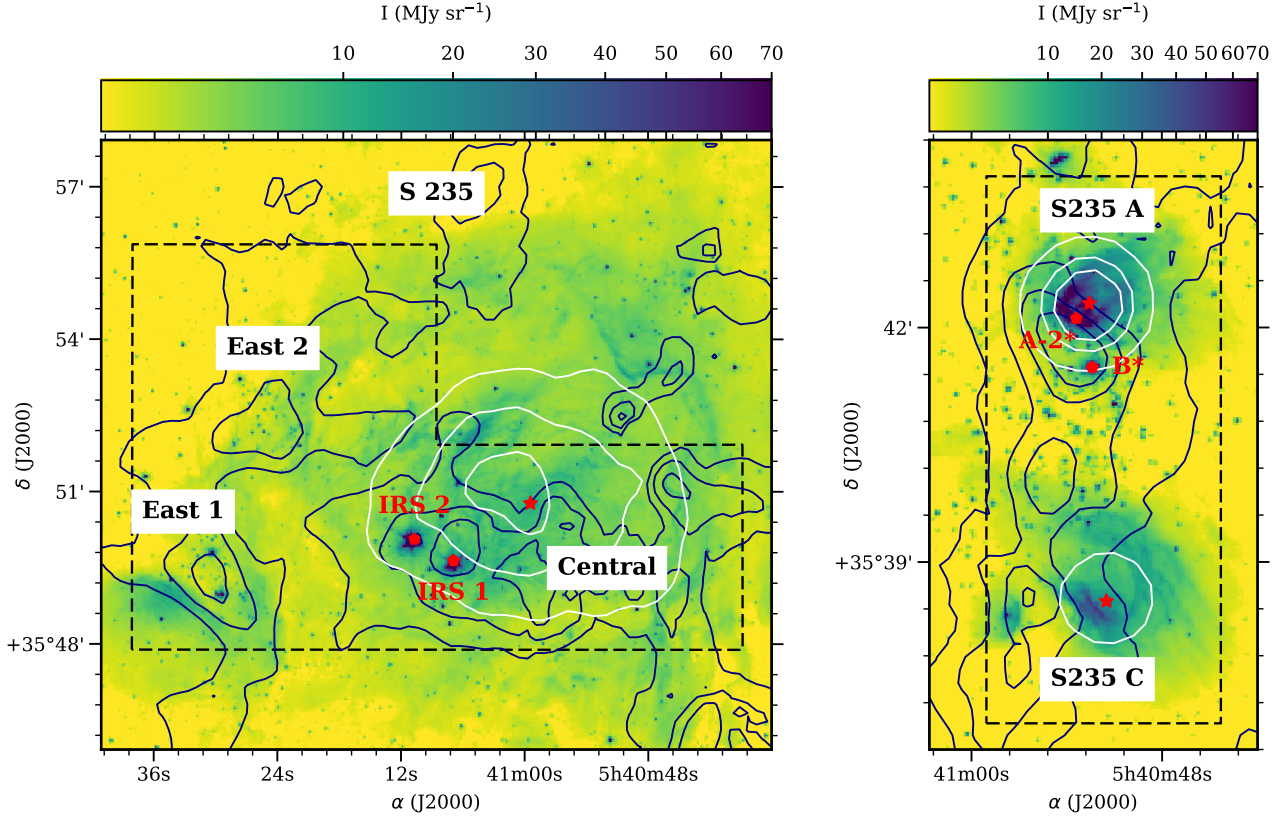 I (MJy sr⁻¹)
10 20 30 40 50 60 70
57'
54'
51'
+35°48'
δ (J2000)
S 235
East 2
East 1
IRS 2
IRS 1
Central
36s 24s 12s 41m00s 5h40m48s
α (J2000)
I (MJy sr⁻¹)
10 20 30 40 50 60 70
42'
+35°39'
δ (J2000)
S235 A
A-2*
B*
S235 C
41m00s 5h40m48s
α (J2000)